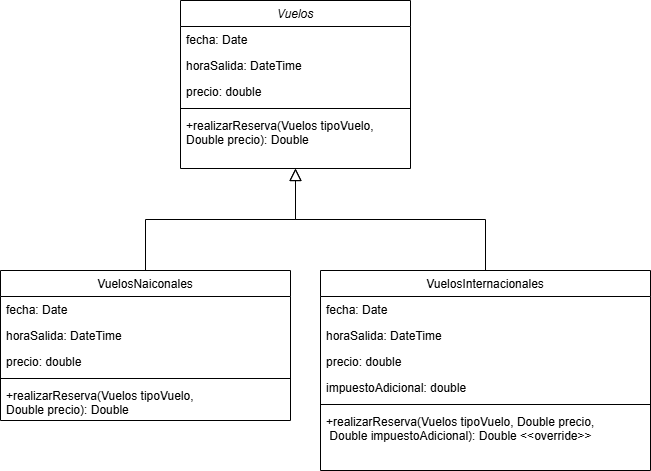 Vuelos
fecha: Date
horaSalida: DateTime
precio: double
+realizarReserva(Vuelos tipoVuelo,
Double precio): Double
VuelosNaiconales
fecha: Date
horaSalida: DateTime
precio: double
+realizarReserva(Vuelos tipoVuelo,
Double precio): Double
VuelosInternacionales
fecha: Date
horaSalida: DateTime
precio: double
impuestoAdicional: double
+realizarReserva(Vuelos tipoVuelo, Double precio,
Double impuestoAdicional): Double <<override>>